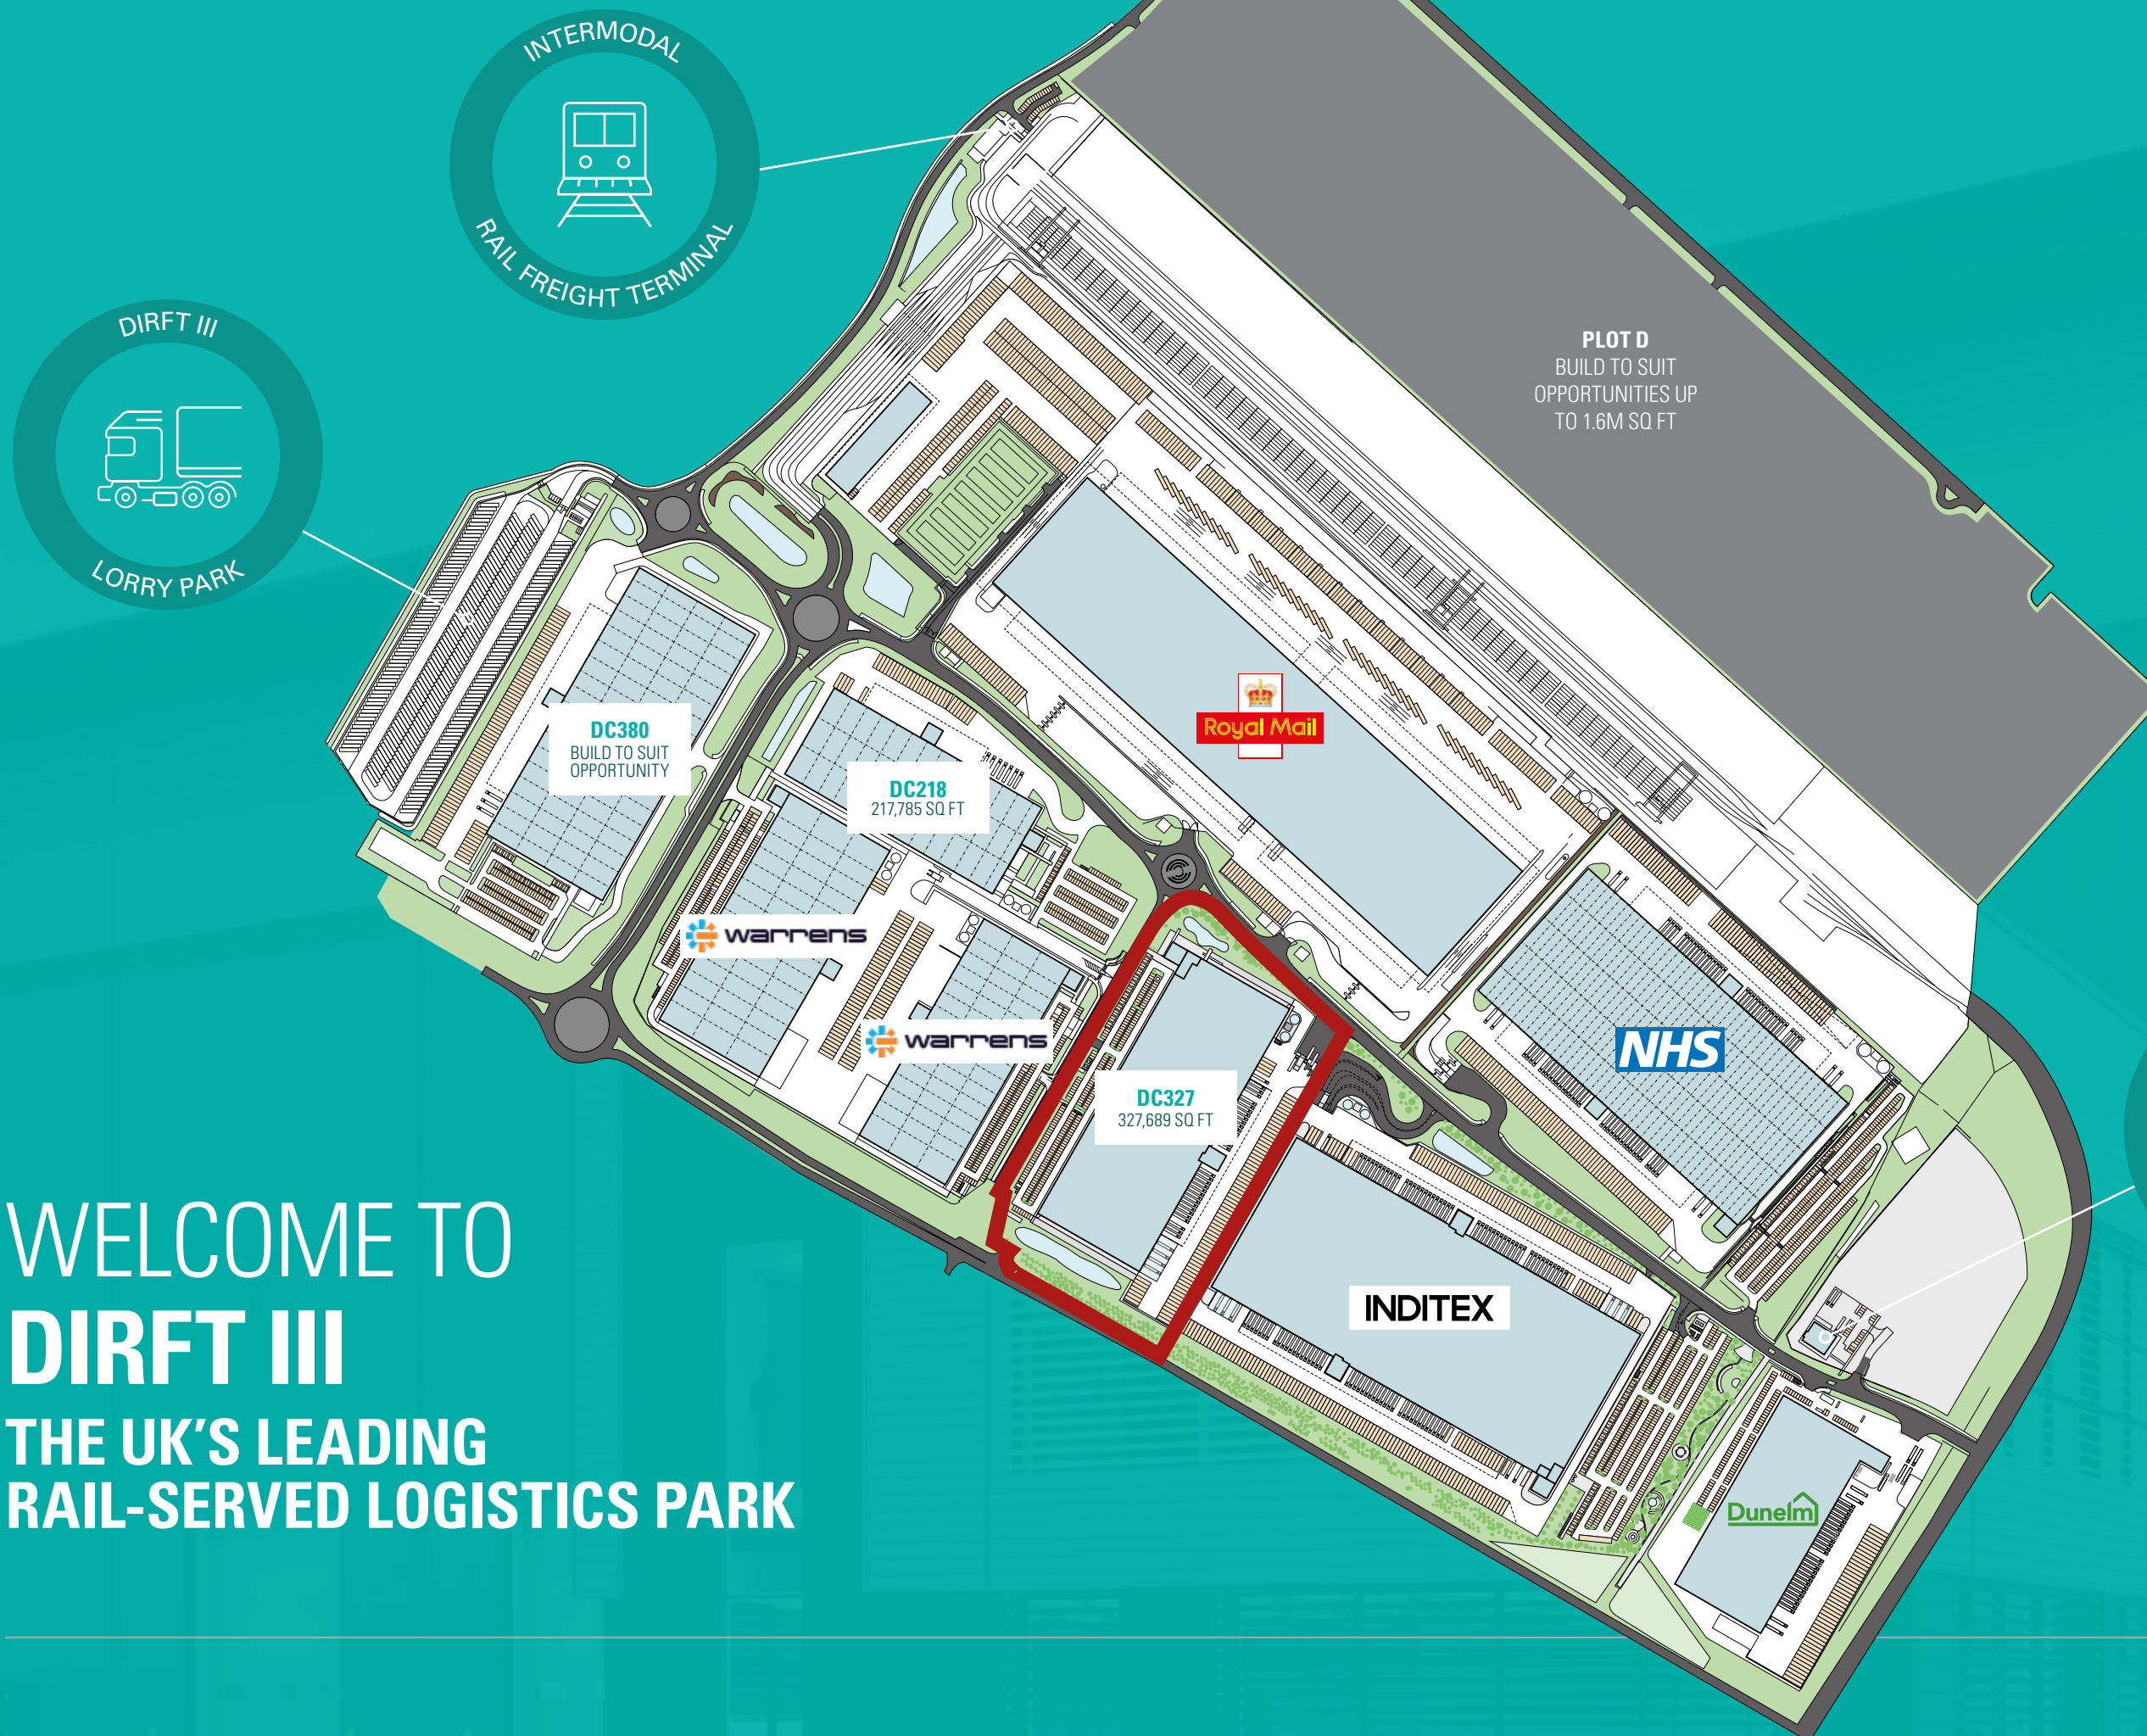 INTERMODAL
RAIL FREIGHT TERMINAL
DIRFT III
LORRY PARK
PLOT D
BUILD TO SUIT
OPPORTUNITIES UP
TO 1.6M SQ FT
Royal Mail
DC380
BUILD TO SUIT
OPPORTUNITY
DC218
217,785 SQ FT
warrens
warrens
NHS
DC327
327,689 SQ FT
INDITEX
Dunelm
WELCOME TO
DIRFT III
THE UK'S LEADING
RAIL-SERVED LOGISTICS PARK